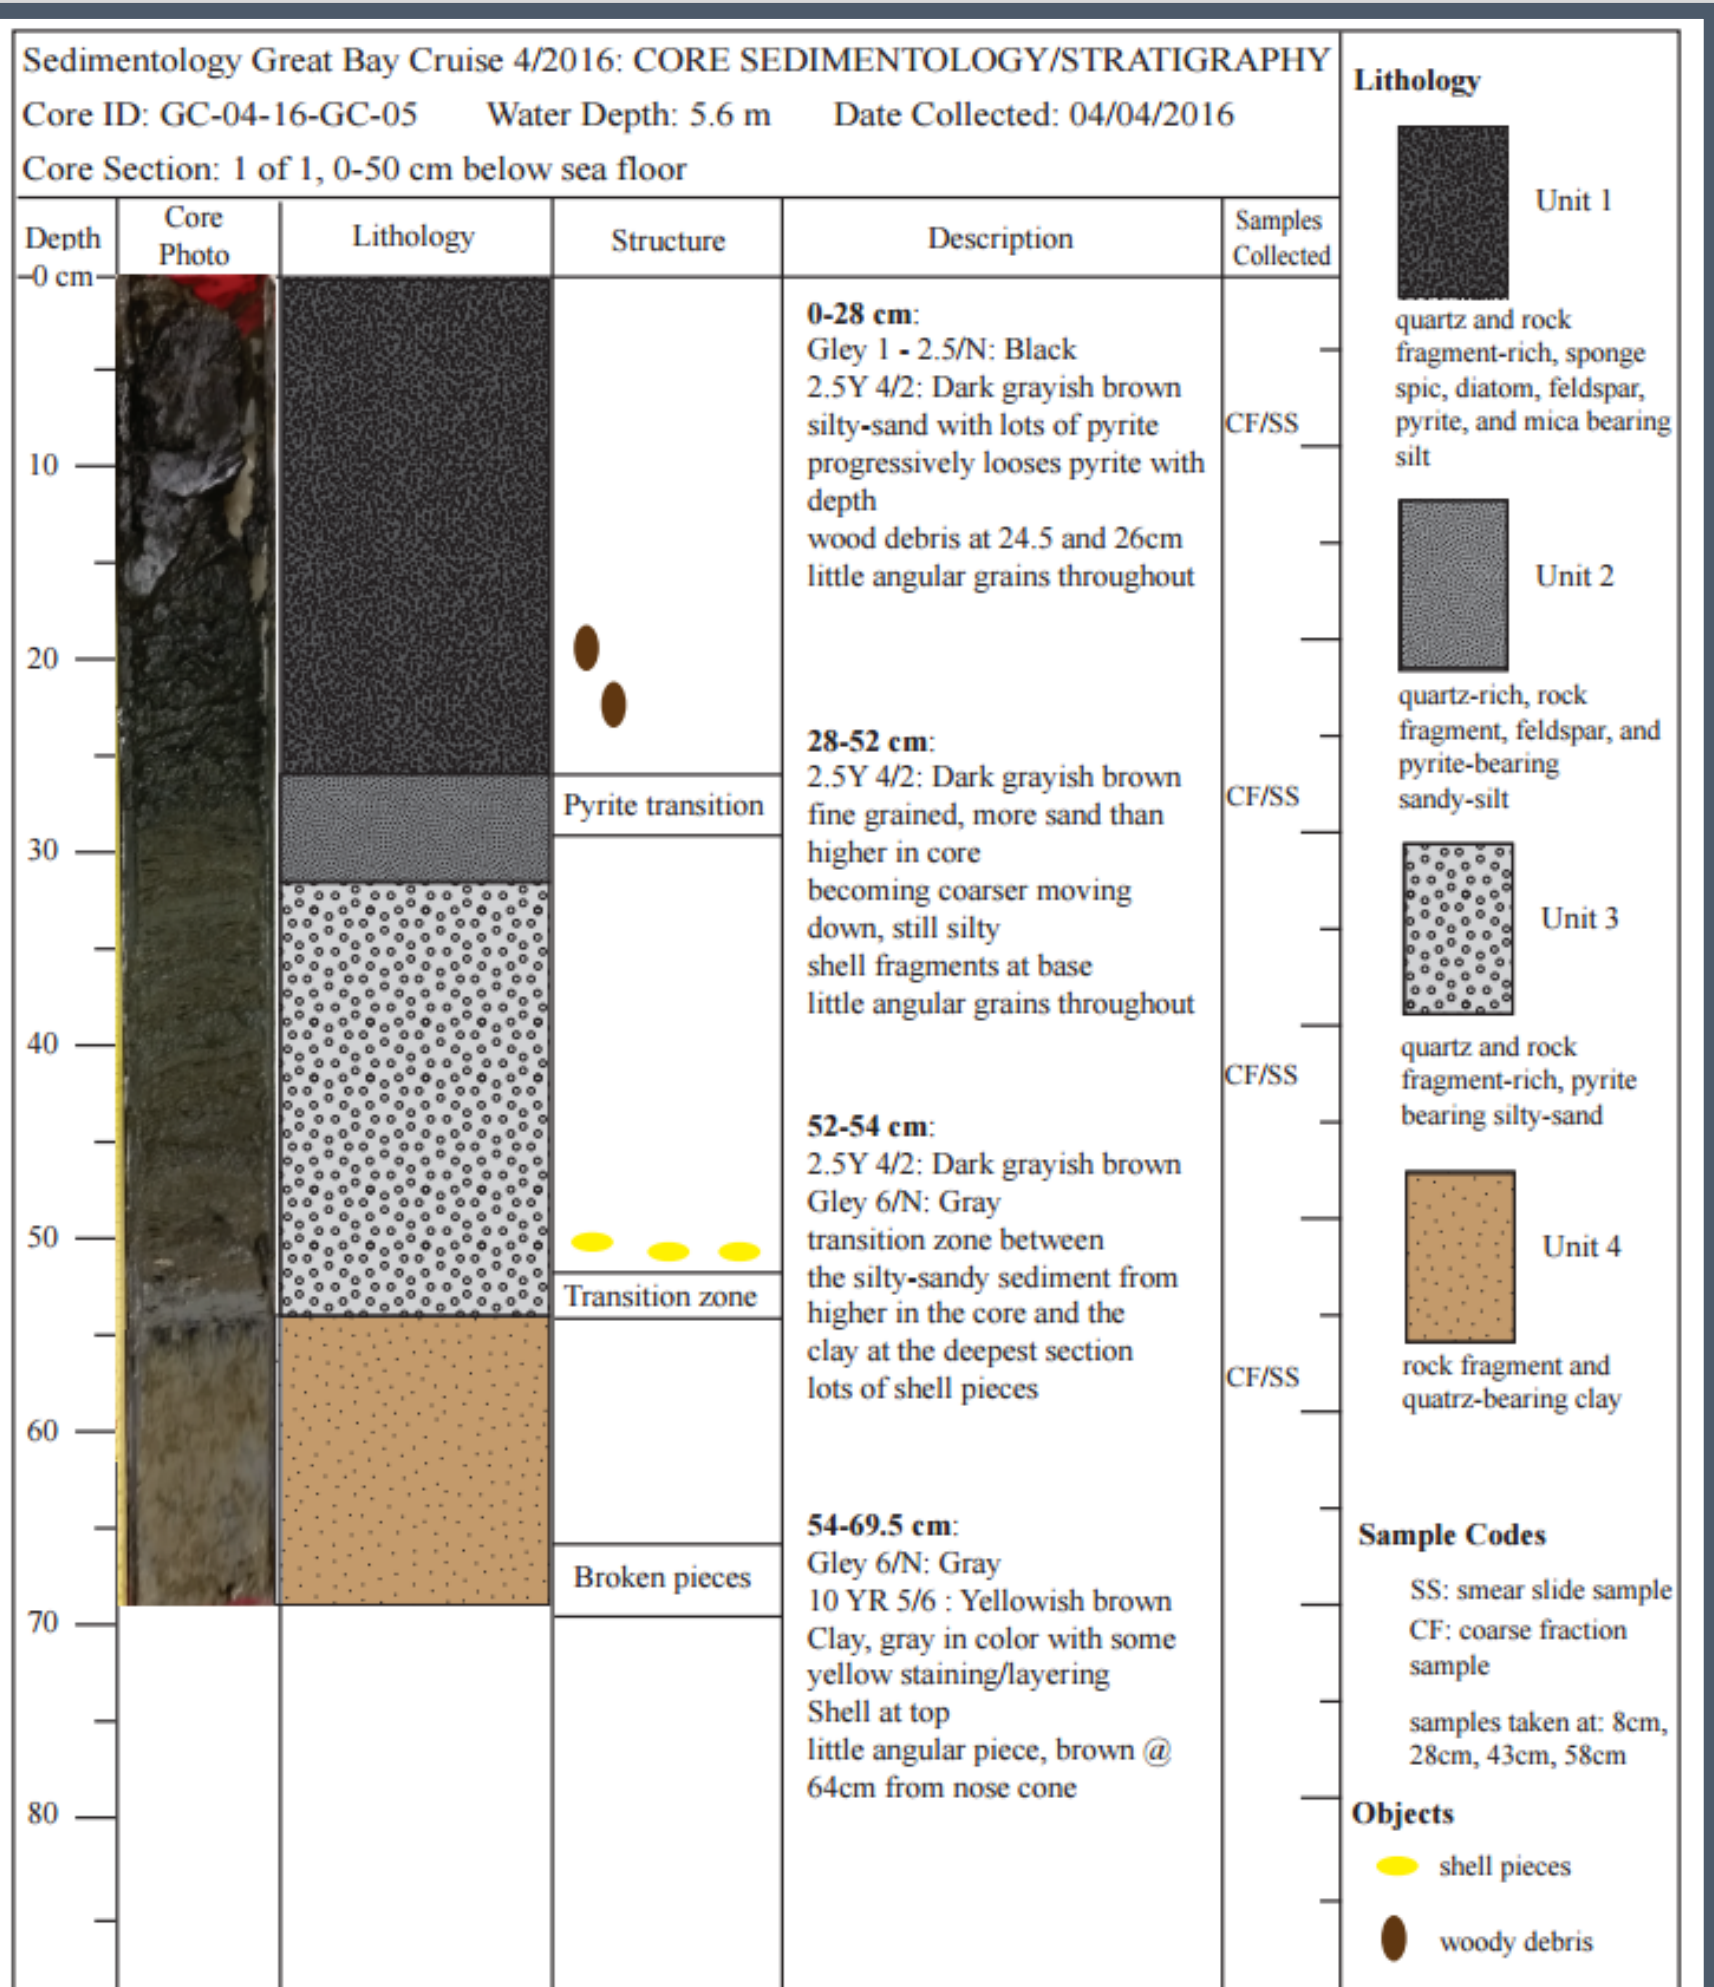 Sedimentology Great Bay Cruise 4/2016: CORE SEDIMENTOLOGY/STRATIGRAPHY
Core ID: GC-04-16-GC-05 Water Depth: 5.6 m Date Collected: 04/04/2016
Core Section: 1 of 1, 0-50 cm below sea floor
Depth
Core
Photo
Lithology
Structure
Description
Samples
Collected
0 cm
10
20
30
40
50
60
70
80
Pyrite transition
Transition zone
Broken pieces
0-28 cm:
Gley 1 - 2.5/N: Black
2.5Y 4/2: Dark grayish brown
silty-sand with lots of pyrite
progressively looses pyrite with
depth
wood debris at 24.5 and 26cm
little angular grains throughout
28-52 cm:
2.5Y 4/2: Dark grayish brown
fine grained, more sand than
higher in core
becoming coarser moving
down, still silty
shell fragments at base
little angular grains throughout
52-54 cm:
2.5Y 4/2: Dark grayish brown
Gley 6/N: Gray
transition zone between
the silty-sandy sediment from
higher in the core and the
clay at the deepest section
lots of shell pieces
54-69.5 cm:
Gley 6/N: Gray
10 YR 5/6 : Yellowish brown
Clay, gray in color with some
yellow staining/layering
Shell at top
little angular piece, brown @
64cm from nose cone
CF/SS
CF/SS
CF/SS
CF/SS
Lithology
Unit 1
quartz and rock
fragment-rich, sponge
spic, diatom, feldspar,
pyrite, and mica bearing
silt
Unit 2
quartz-rich, rock
fragment, feldspar, and
pyrite-bearing
sandy-silt
Unit 3
quartz and rock
fragment-rich, pyrite
bearing silty-sand
Unit 4
rock fragment and
quatrz-bearing clay
Sample Codes
SS: smear slide sample
CF: coarse fraction
sample
samples taken at: 8cm,
28cm, 43cm, 58cm
Objects
shell pieces
woody debris